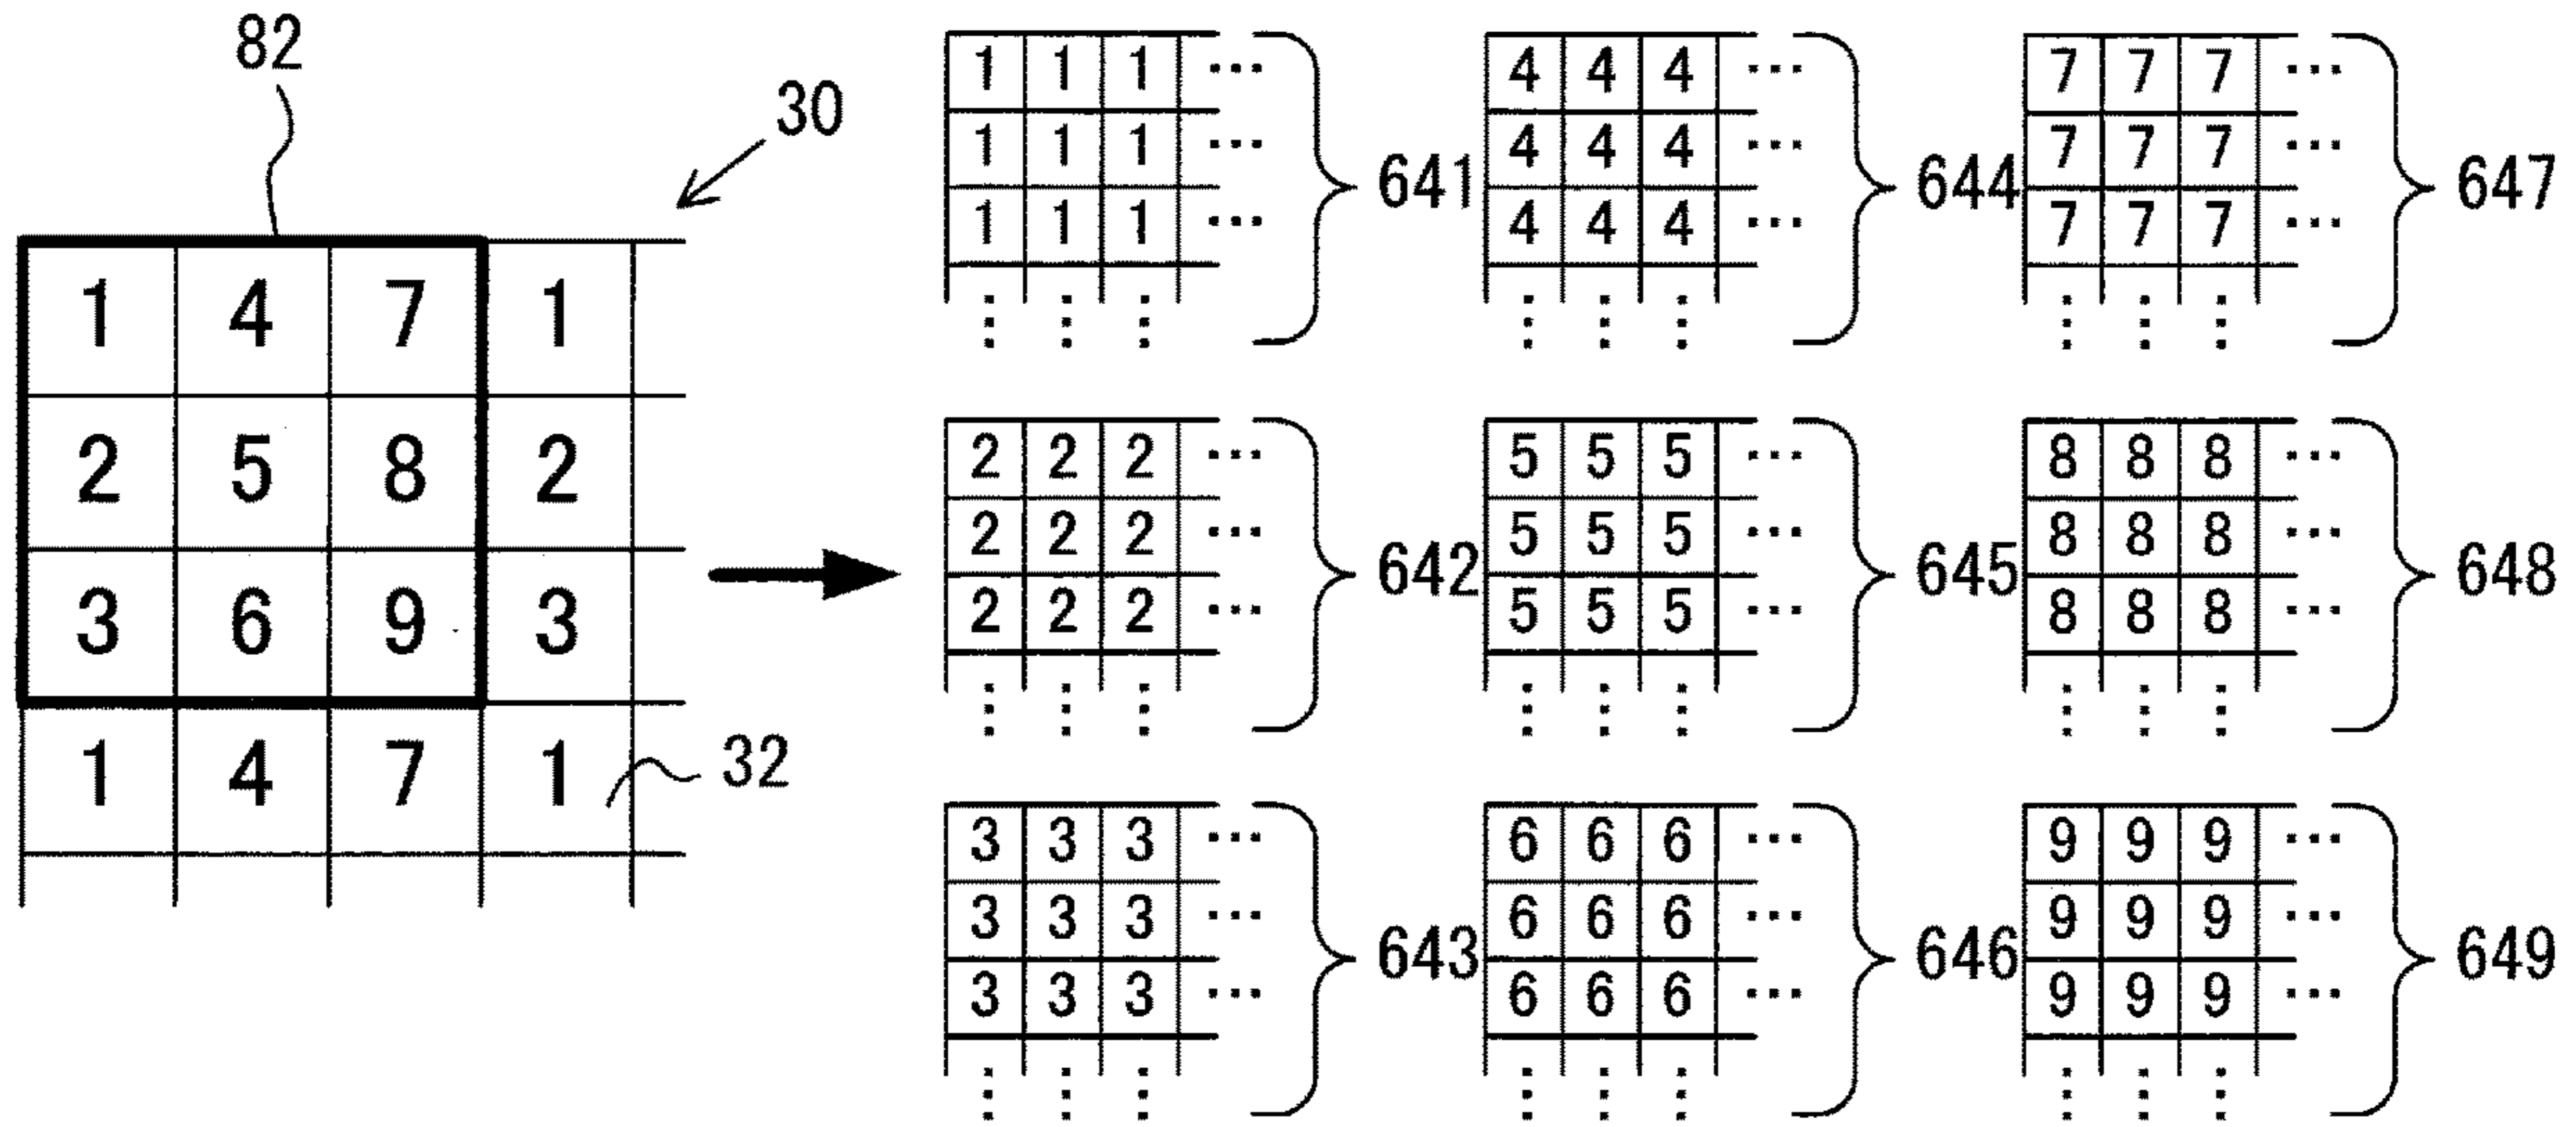 82
30
1 4 7 1
2 5 8 2
3 6 9 3
1 4 7 1
32
1 1 1 ...
1 1 1 ...
1 1 1 ...
641
4 4 4 ...
4 4 4 ...
4 4 4 ...
644
7 7 7 ...
7 7 7 ...
7 7 7 ...
647
2 2 2 ...
2 2 2 ...
2 2 2 ...
642
5 5 5 ...
5 5 5 ...
5 5 5 ...
645
8 8 8 ...
8 8 8 ...
8 8 8 ...
648
3 3 3 ...
3 3 3 ...
3 3 3 ...
643
6 6 6 ...
6 6 6 ...
6 6 6 ...
646
9 9 9 ...
9 9 9 ...
9 9 9 ...
649